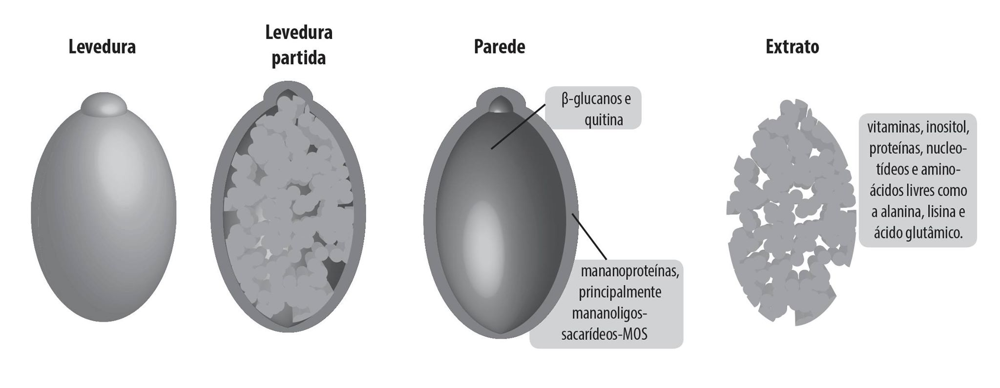 Levedura
Levedura
partida
Parede
Extrato
β-glucanos e
quitina
mananoproteínas,
principalmente
mananoligos-
sacarídeos-MOS
vitaminas, inositol,
proteínas, nucleo-
tídeos e amino-
ácidos livres como
a alanina, lisina e
ácido glutâmico.